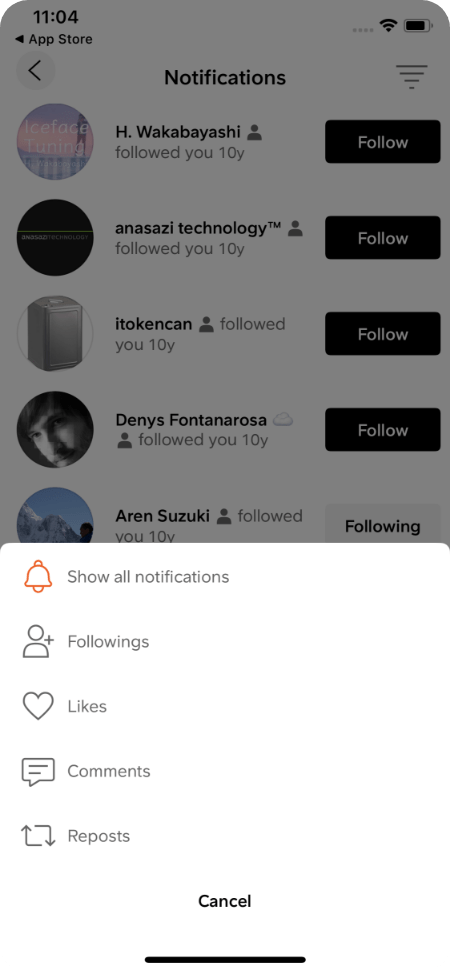 11:04
◀ App Store
Notifications
Iceface
Tuning
H. Wakabayashi
followed you 10y
Follow
ANASAZITECHNOLOGY
anasazi technology™
followed you 10y
Follow
itokencan followed
you 10y
Follow
Denys Fontanarosa
followed you 10y
Follow
Aren Suzuki followed
you 10y
Following
Show all notifications
Followings
Likes
Comments
Reposts
Cancel